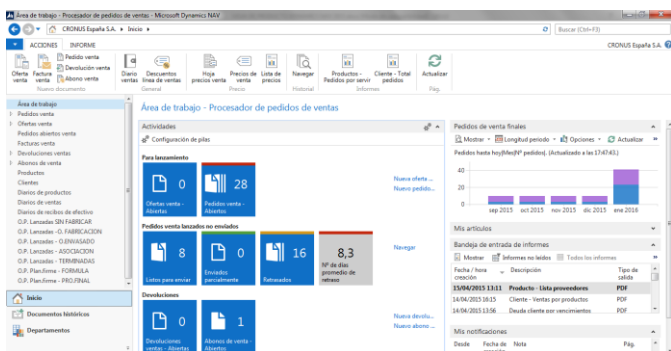 Área de trabajo - Procesador de pedidos de ventas - Microsoft Dynamics NAV
CRONUS España S.A. ▸ Inicio ▸
Buscar (Ctrl+F3)
ACCIONES INFORME
CRONUS España S.A.
Oferta venta
Factura venta
Pedido venta
Devolución venta
Abono venta
Diario ventas
Descuentos línea de ventas
Hoja precios venta
Precios de venta
Lista de precios
Navegar
Productos - Pedidos por servir
Cliente - Total pedidos
Actualizar
Nuevo documento
General
Precio
Historial
Informes
Pág.
Área de trabajo
Pedidos venta
Ofertas venta
Pedidos abiertos venta
Facturas venta
Devoluciones ventas
Abonos de venta
Productos
Clientes
Diarios de productos
Diarios de ventas
Diarios de recibos de efectivo
O.P. Lanzadas SIN FABRICAR
O.P. Lanzadas -O. FABRICACION
O.P. Lanzadas - O.ENVASADO
O.P. Lanzadas - ASOCIACION
O.P. Lanzadas - TERMINADAS
O.P. Plan.Firme - FORMULA
O.P. Plan.firme - PRO.FINAL
Inicio
Documentos históricos
Departamentos
Área de trabajo - Procesador de pedidos de ventas
Actividades
Configuración de pilas
Para lanzamiento
0
Ofertas venta - Abiertas
28
Pedidos venta - Abiertos
Nueva oferta ...
Nuevo pedido...
Pedidos venta lanzados no enviados
8
Listos para enviar
0
Enviados parcialmente
16
Retrasados
8,3
Nº de días promedio de retraso
Navegar
Devoluciones
0
Devoluciones ventas - Abiertas
1
Abonos de venta - Abiertos
Nueva devolu...
Nuevo abono ...
Pedidos de venta finales
Mostrar
Longitud periodo
Opciones
Actualizar
Pedidos hasta hoy|Mes|Nº pedidos|. (Actualizado a las 17:47:43.)
40
20
0
sep 2015 oct 2015 nov 2015 dic 2015 ene 2016
Mis artículos
Bandeja de entrada de informes
Mostrar
Informes no leídos
Todos los informes
Fecha / hora creación
Descripción
Tipo de salida
15/04/2015 13:11 Producto - Lista proveedores PDF
14/04/2015 16:15 Cliente - Ventas por productos PDF
14/04/2015 13:56 Deuda cliente por vencimientos PDF
Mis notificaciones
Desde
Fecha de
Nota
Pág.